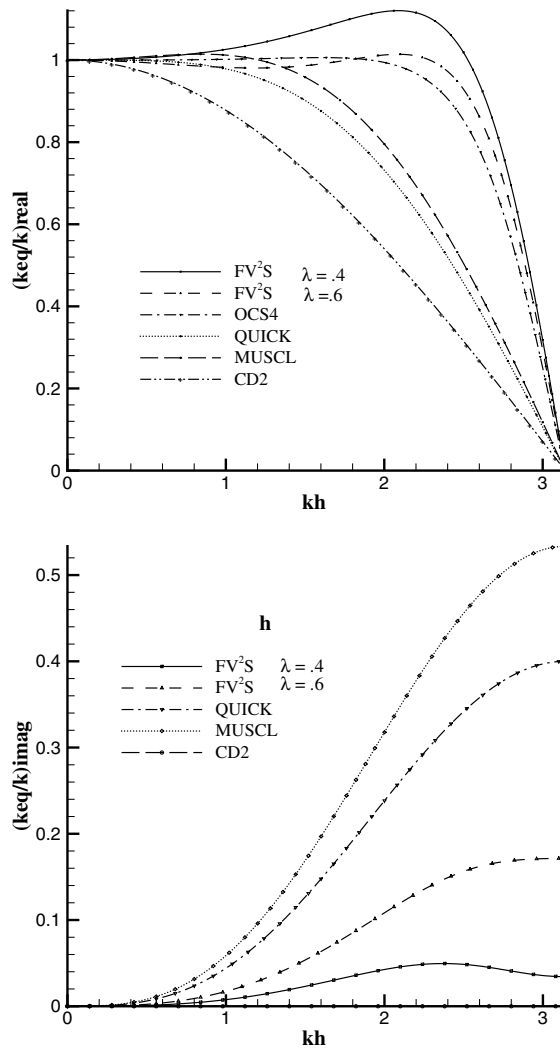 1
0.8
0.6
0.4
0.2
0
(keq/k)real
FV²S λ = .4
FV²S λ =.6
OCS4
QUICK
MUSCL
CD2
0 1 2 3
kh
0.5
0.4
0.3
0.2
0.1
0
(keq/k)imag
h
FV²S λ = .4
FV²S λ = .6
QUICK
MUSCL
CD2
0 1 2 3
kh